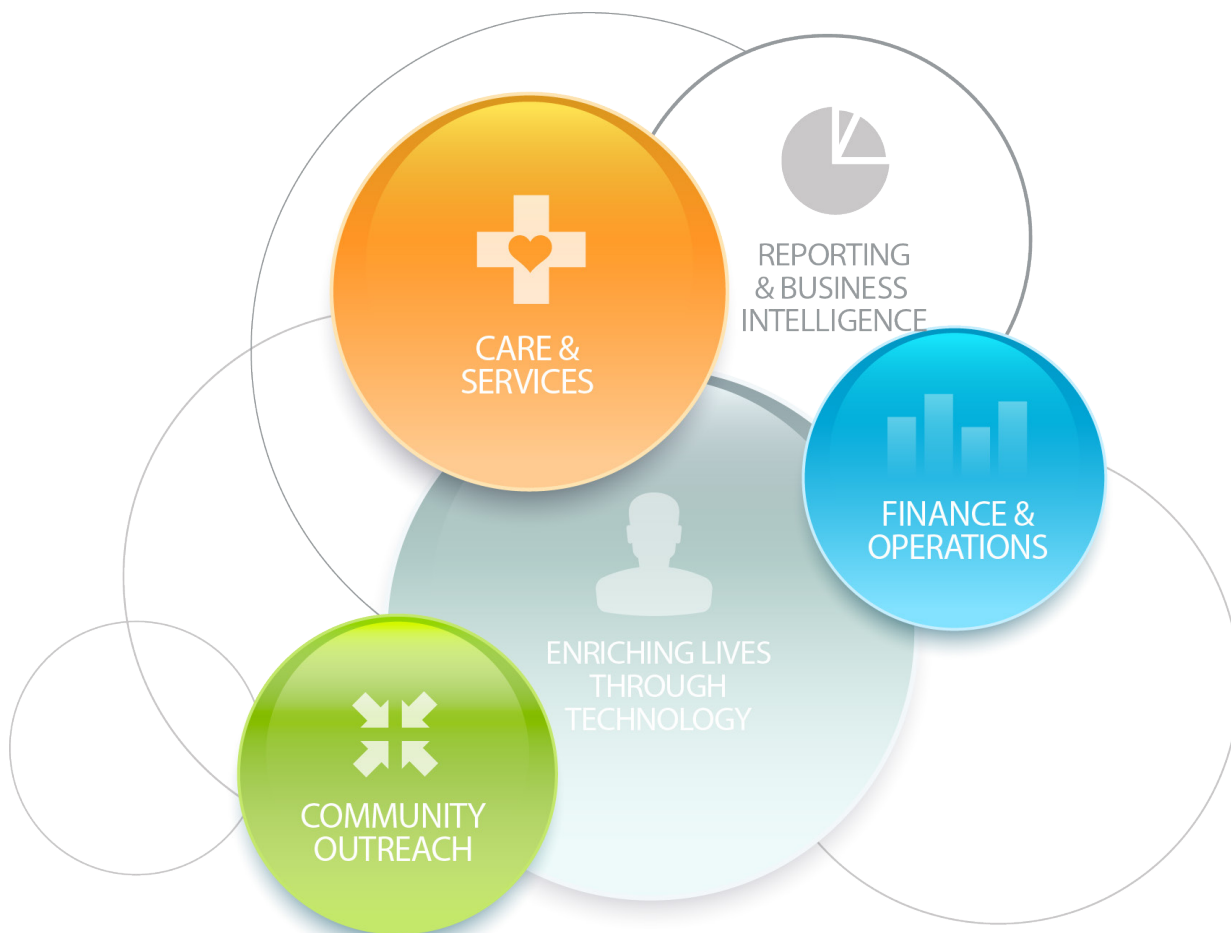 REPORTING
& BUSINESS
INTELLIGENCE
CARE &
SERVICES
FINANCE &
OPERATIONS
ENRICHING LIVES
THROUGH
TECHNOLOGY
COMMUNITY
OUTREACH